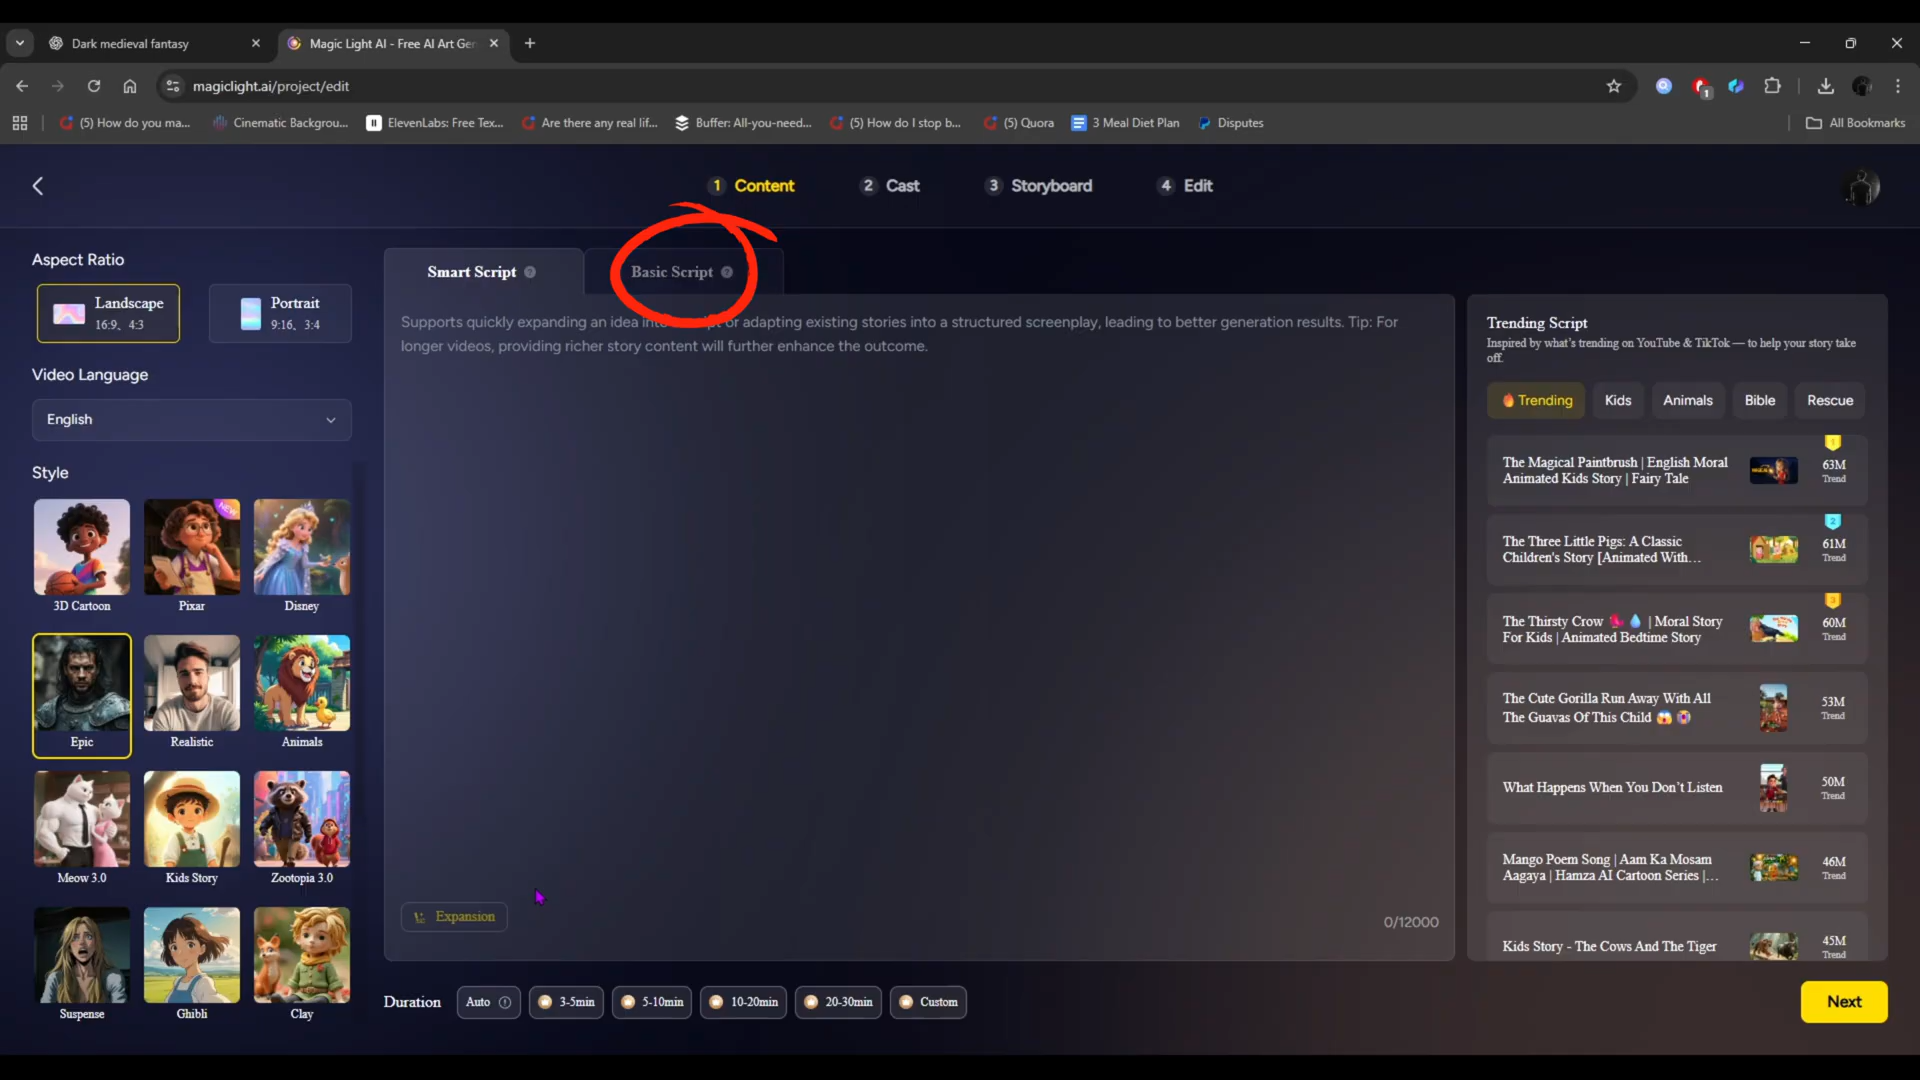 Dark medieval fantasy
Magic Light AI - Free AI Art Ger
magiclight.ai/project/edit
1
(5) How do you ma...
Cinematic Backgrou...
ElevenLabs: Free Tex...
Are there any real lif...
Buffer: All-you-need...
(5) How do I stop b...
(5) Quora
3 Meal Diet Plan
Disputes
All Bookmarks
1 Content
2 Cast
3 Storyboard
4 Edit
Aspect Ratio
Landscape
16:9、4:3
Portrait
9:16、3:4
Video Language
English
Style
NEW
3D Cartoon
Pixar
Disney
Epic
Realistic
Animals
Meow 3.0
Kids Story
Zootopia 3.0
Suspense
Ghibli
Clay
Smart Script
Basic Script
Supports quickly expanding an idea into or adapting existing stories into a structured screenplay, leading to better generation results. Tip: For
longer videos, providing richer story content will further enhance the outcome.
Expansion
0/12000
Duration
Auto
3-5min
5-10min
10-20min
20-30min
Custom
Trending Script
Inspired by what's trending on YouTube & TikTok — to help your story take
off.
Trending
Kids
Animals
Bible
Rescue
The Magical Paintbrush | English Moral
Animated Kids Story | Fairy Tale
1
63M
Trend
The Three Little Pigs: A Classic
Children's Story [Animated With...
2
61M
Trend
The Thirsty Crow | Moral Story
For Kids | Animated Bedtime Story
3
60M
Trend
The Cute Gorilla Run Away With All
The Guavas Of This Child
53M
Trend
What Happens When You Don't Listen
50M
Trend
Mango Poem Song | Aam Ka Mosam
Aagaya | Hamza AI Cartoon Series |...
46M
Trend
Kids Story - The Cows And The Tiger
45M
Trend
Next